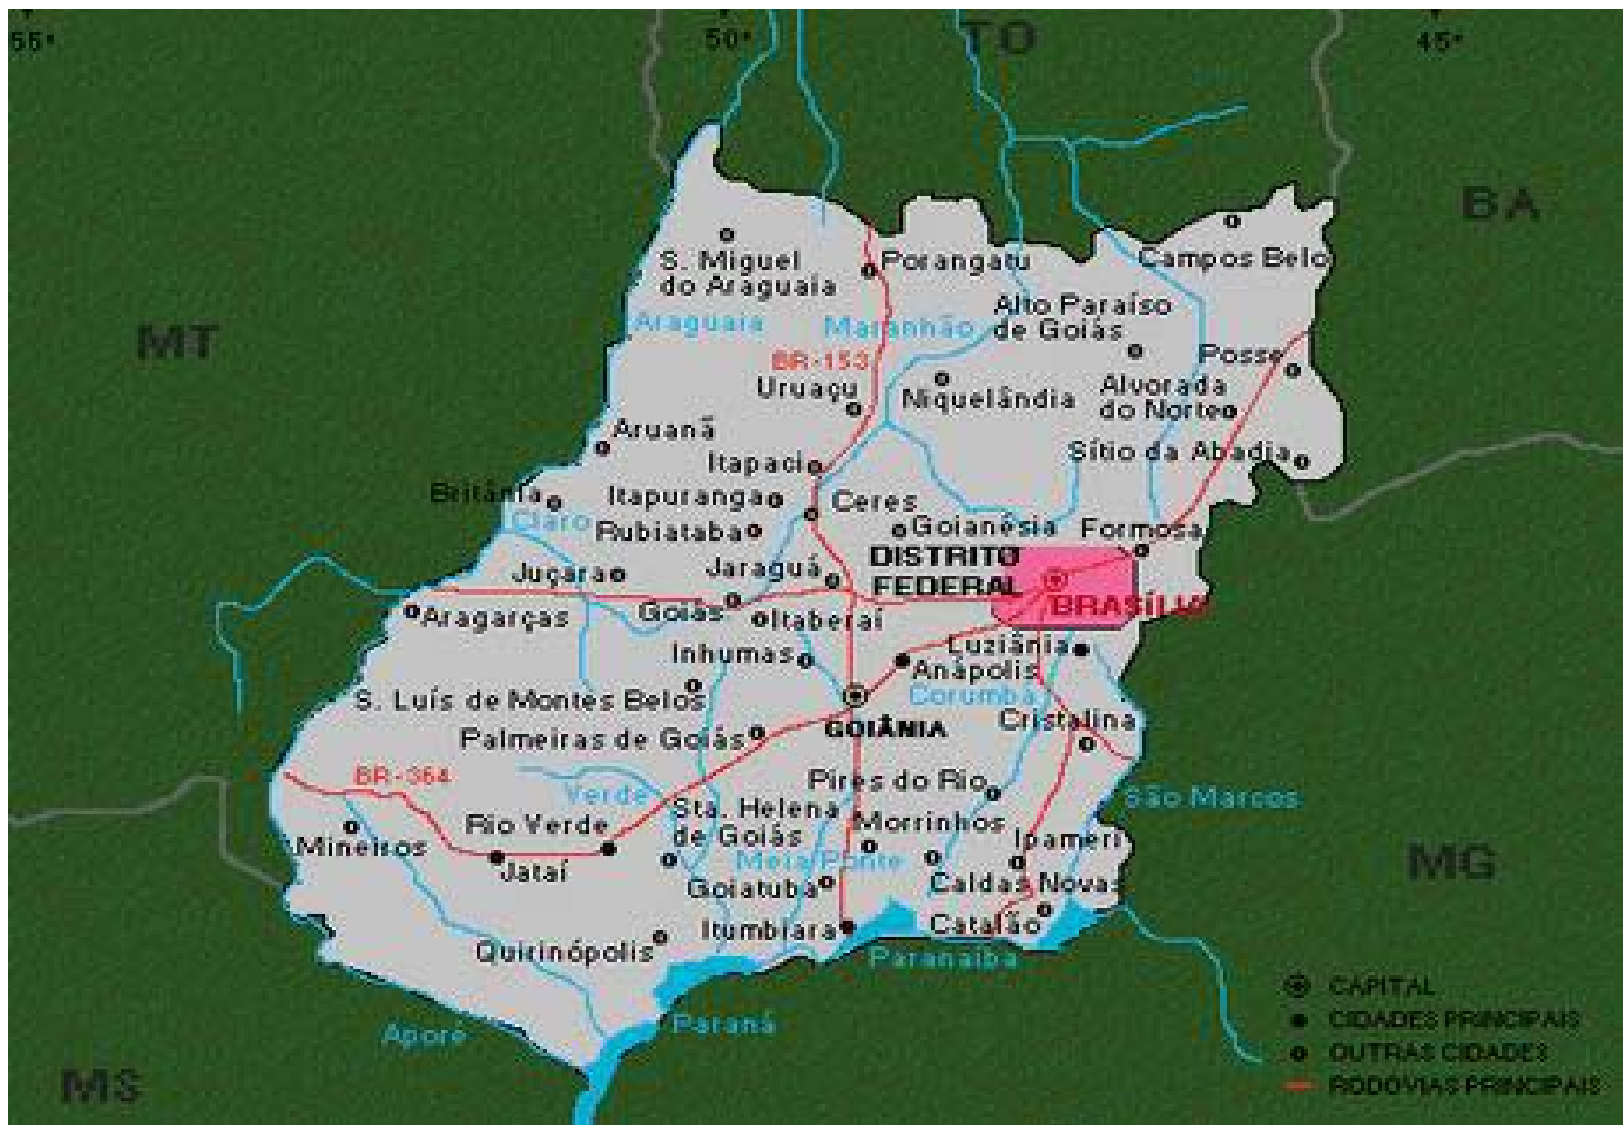 55°
50°
TO
45°
BA
S. Miguel
do Araguaia
Porangatu
Campos Belo
Alto Paraíso
de Goiás
Araguaia
Maranhão
MT
BR-153
Posse
Uruaçu
Niquelândia
Alvorada
do Norte
Aruanã
Itapaci
Sítio da Abadia
Britânia
Itapuranga
Ceres
Claro
Rubiataba
Goianésia
Formosa
DISTRITO
FEDERAL
Juçara
Jaraguá
BRASÍLIA
Aragarças
Goiás
Itaberaí
Inhumas
Luziânia
Anápolis
S. Luís de Montes Belos
Corumbá
Cristalina
GOIÂNIA
Palmeiras de Goiás
BR-364
Pires do Rio
Verde
São Marcos
Sta. Helena
de Goiás
Rio Verde
Morrinhos
Ipameri
Mineiros
Meia Ponte
MG
Jataí
Goiatuba
Caldas Novas
Itumbiara
Catalão
Quirinópolis
Paranaíba
CAPITAL
Paraná
CIDADES PRINCIPAIS
Aporé
OUTRAS CIDADES
MS
RODOVIAS PRINCIPAIS